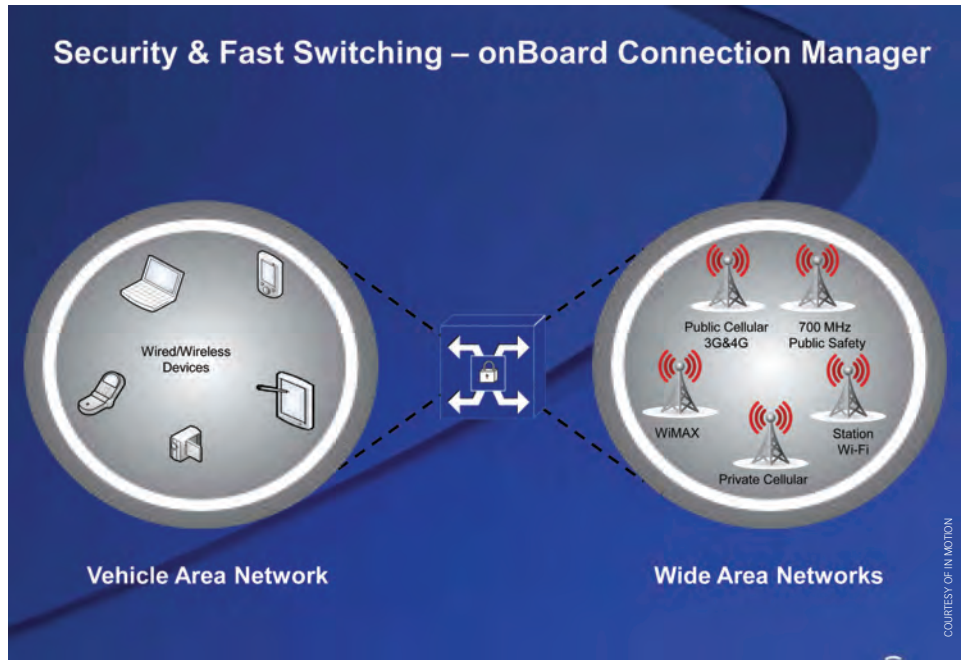 Security & Fast Switching – onBoard Connection Manager
Wired/Wireless
Devices
Public Cellular
3G&4G
700 MHz
Public Safety
WiMAX
Station
Wi-Fi
Private Cellular
Vehicle Area Network
Wide Area Networks
COURTESY OF IN MOTION